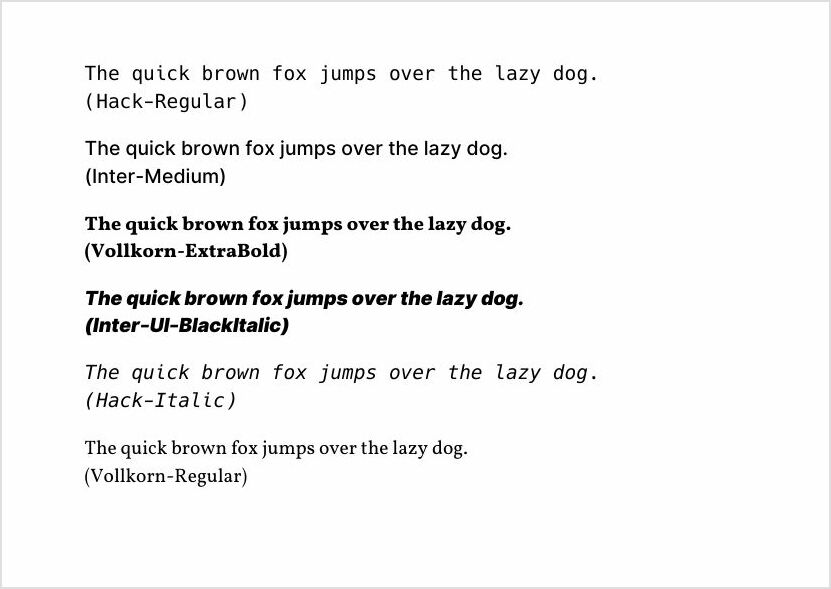 The quick brown fox jumps over the lazy dog.
(Hack-Regular)
The quick brown fox jumps over the lazy dog.
(Inter-Medium)
The quick brown fox jumps over the lazy dog.
(Vollkorn-ExtraBold)
The quick brown fox jumps over the lazy dog.
(Inter-UI-BlackItalic)
The quick brown fox jumps over the lazy dog.
(Hack-Italic)
The quick brown fox jumps over the lazy dog.
(Vollkorn-Regular)